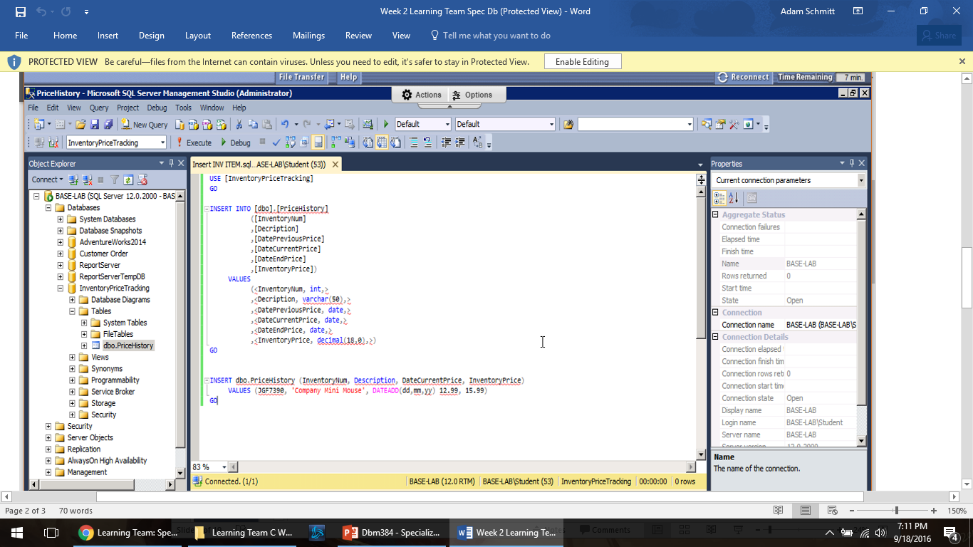 Week 2 Learning Team Spec Db (Protected View) - Word
Adam Schmitt
File Home Insert Design Layout References Mailings Review View Tell me what you want to do Share
PROTECTED VIEW Be careful—files from the Internet can contain viruses. Unless you need to edit, it's safer to stay in Protected View. Enable Editing
File Transfer Help Reconnect Time Remaining 7 min
PriceHistory - Microsoft SQL Server Management Studio (Administrator)
Actions Options
File Edit View Query Project Debug Tools Window Help
New Query Default Default
InventoryPriceTracking Execute Debug
Object Explorer
Connect
BASE-LAB (SQL Server 12.0.2000 - BAS
Databases
System Databases
Database Snapshots
AdventureWorks2014
Customer Order
ReportServer
ReportServerTempDB
InventoryPriceTracking
Database Diagrams
Tables
System Tables
FileTables
dbo.PriceHistory
Views
Synonyms
Programmability
Service Broker
Storage
Security
Security
Server Objects
Replication
AlwaysOn High Availability
Management
Insert INV ITEM.sql. ASE-LAB\Student (53))
USE [InventoryPriceTracking]
GO
INSERT INTO [dbo].[PriceHistory]
([InventoryNum]
,[Decription]
,[DatePreviousPrice]
,[DateCurrentPrice]
,[DateEndPrice]
,[InventoryPrice])
VALUES
(<InventoryNum, int,>
,<Decription, varchar(50),>
,<DatePreviousPrice, date,>
,<DateCurrentPrice, date,>
,<DateEndPrice, date,>
,<InventoryPrice, decimal(18,0),>)
GO
INSERT dbo.PriceHistory (InventoryNum, Description, DateCurrentPrice, InventoryPrice)
VALUES (JGF7390, 'Company Mini Mouse', DATEADD(dd,mm,yy) 12.99, 15.99)
GO
83 %
Connected. (1/1) BASE-LAB (12.0 RTM) BASE-LAB\Student (53) InventoryPriceTracking 00:00:00 0 rows
Properties
Current connection parameters
Aggregate Status
Connection failures
Elapsed time
Finish time
Name BASE-LAB
Rows returned 0
Start time
State Open
Connection
Connection name BASE-LAB (BASE-LAB\S
Connection Details
Connection elapsed
Connection finish tim
Connection rows ret 0
Connection start tim
Connection state Open
Display name BASE-LAB
Login name BASE-LAB\Student
Server name BASE-LAB
Name
The name of the connection.
Page 2 of 3 70 words
150%
Learning Team: Spe...
Learning Team C W...
Dbm384 - Specializ...
Week 2 Learning Te...
7:11 PM
9/18/2016
4